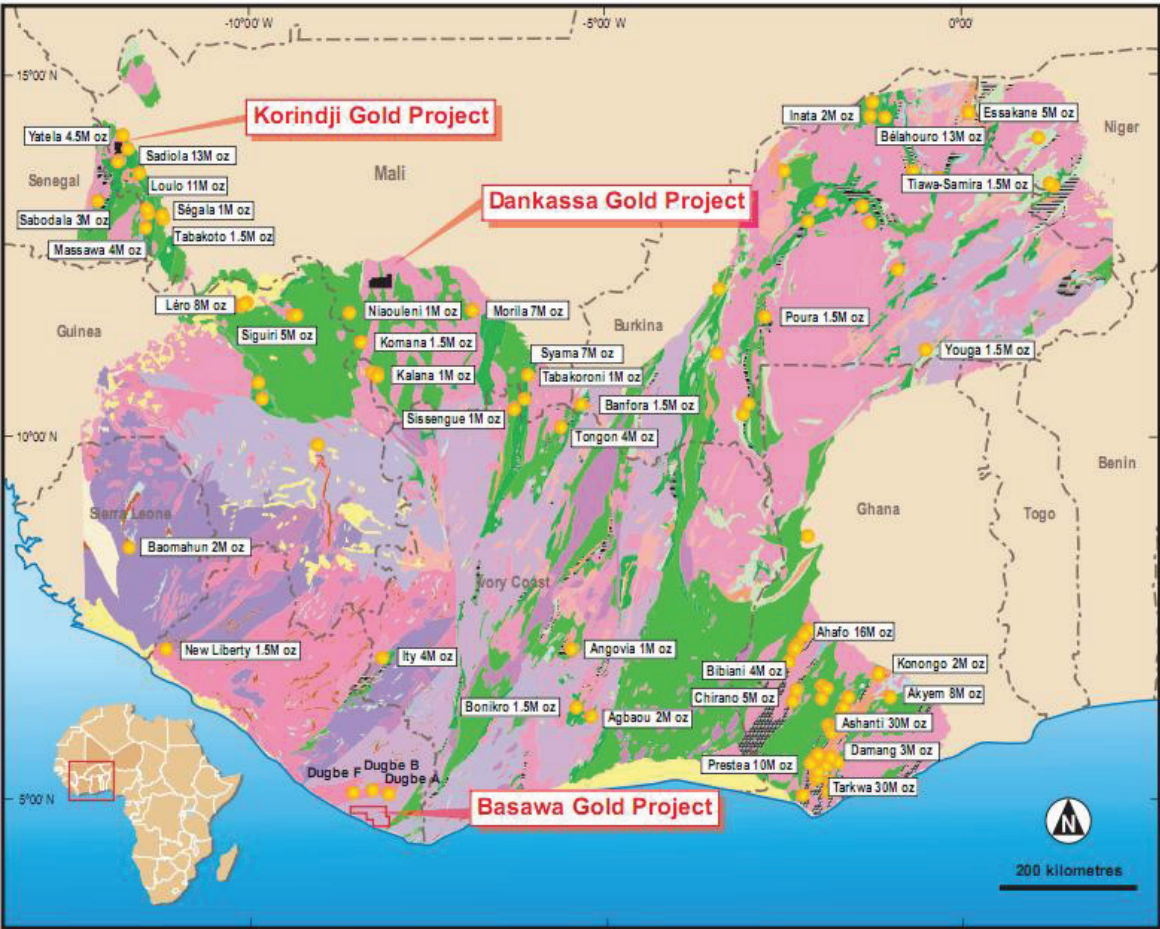 -10°00' W
-5°00' W
0°00'
15°00' N
10°00' N
5°00' N
Korindji Gold Project
Yatela 4.5M oz
Sadiola 13M oz
Senegal
Mali
Loulo 11M oz
Sabodala 3M oz
Ségala 1M oz
Massawa 4M oz
Tabakoto 1.5M oz
Dankassa Gold Project
Inata 2M oz
Essakane 5M oz
Niger
Bélahouro 13M oz
Tiawa-Samira 1.5M oz
Léro 8M oz
Guinea
Siguiri 5M oz
Niaouleni 1M oz
Morila 7M oz
Burkina
Poura 1.5M oz
Komana 1.5M oz
Syama 7M oz
Youga 1.5M oz
Kalana 1M oz
Tabakoroni 1M oz
Sissengue 1M oz
Banfora 1.5M oz
Tongon 4M oz
Benin
Sierra Leone
Ghana
Togo
Baomahun 2M oz
Ivory Coast
New Liberty 1.5M oz
Ity 4M oz
Angovia 1M oz
Ahafo 16M oz
Bibiani 4M oz
Konongo 2M oz
Chirano 5M oz
Akyem 8M oz
Bonikro 1.5M oz
Agbaou 2M oz
Ashanti 30M oz
Damang 3M oz
Prestea 10M oz
Tarkwa 30M oz
Dugbe F
Dugbe B
Dugbe A
Basawa Gold Project
N
200 kilometres